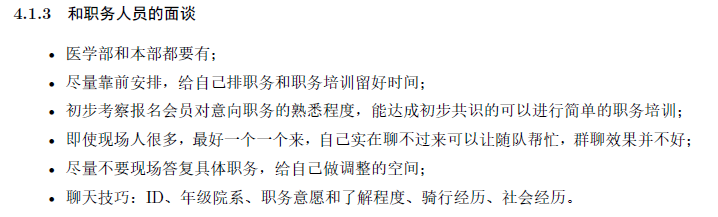 4.1.3 和职务人员的面谈
• 医学部和本部都要有；
• 尽量靠前安排，给自己排职务和职务培训留好时间；
• 初步考察报名会员对意向职务的熟悉程度，能达成初步共识的可以进行简单的职务培训；
• 即使现场人很多，最好一个一个来，自己实在聊不过来可以让随队帮忙，群聊效果并不好；
• 尽量不要现场答复具体职务，给自己做调整的空间；
• 聊天技巧：ID、年级院系、职务意愿和了解程度、骑行经历、社会经历。